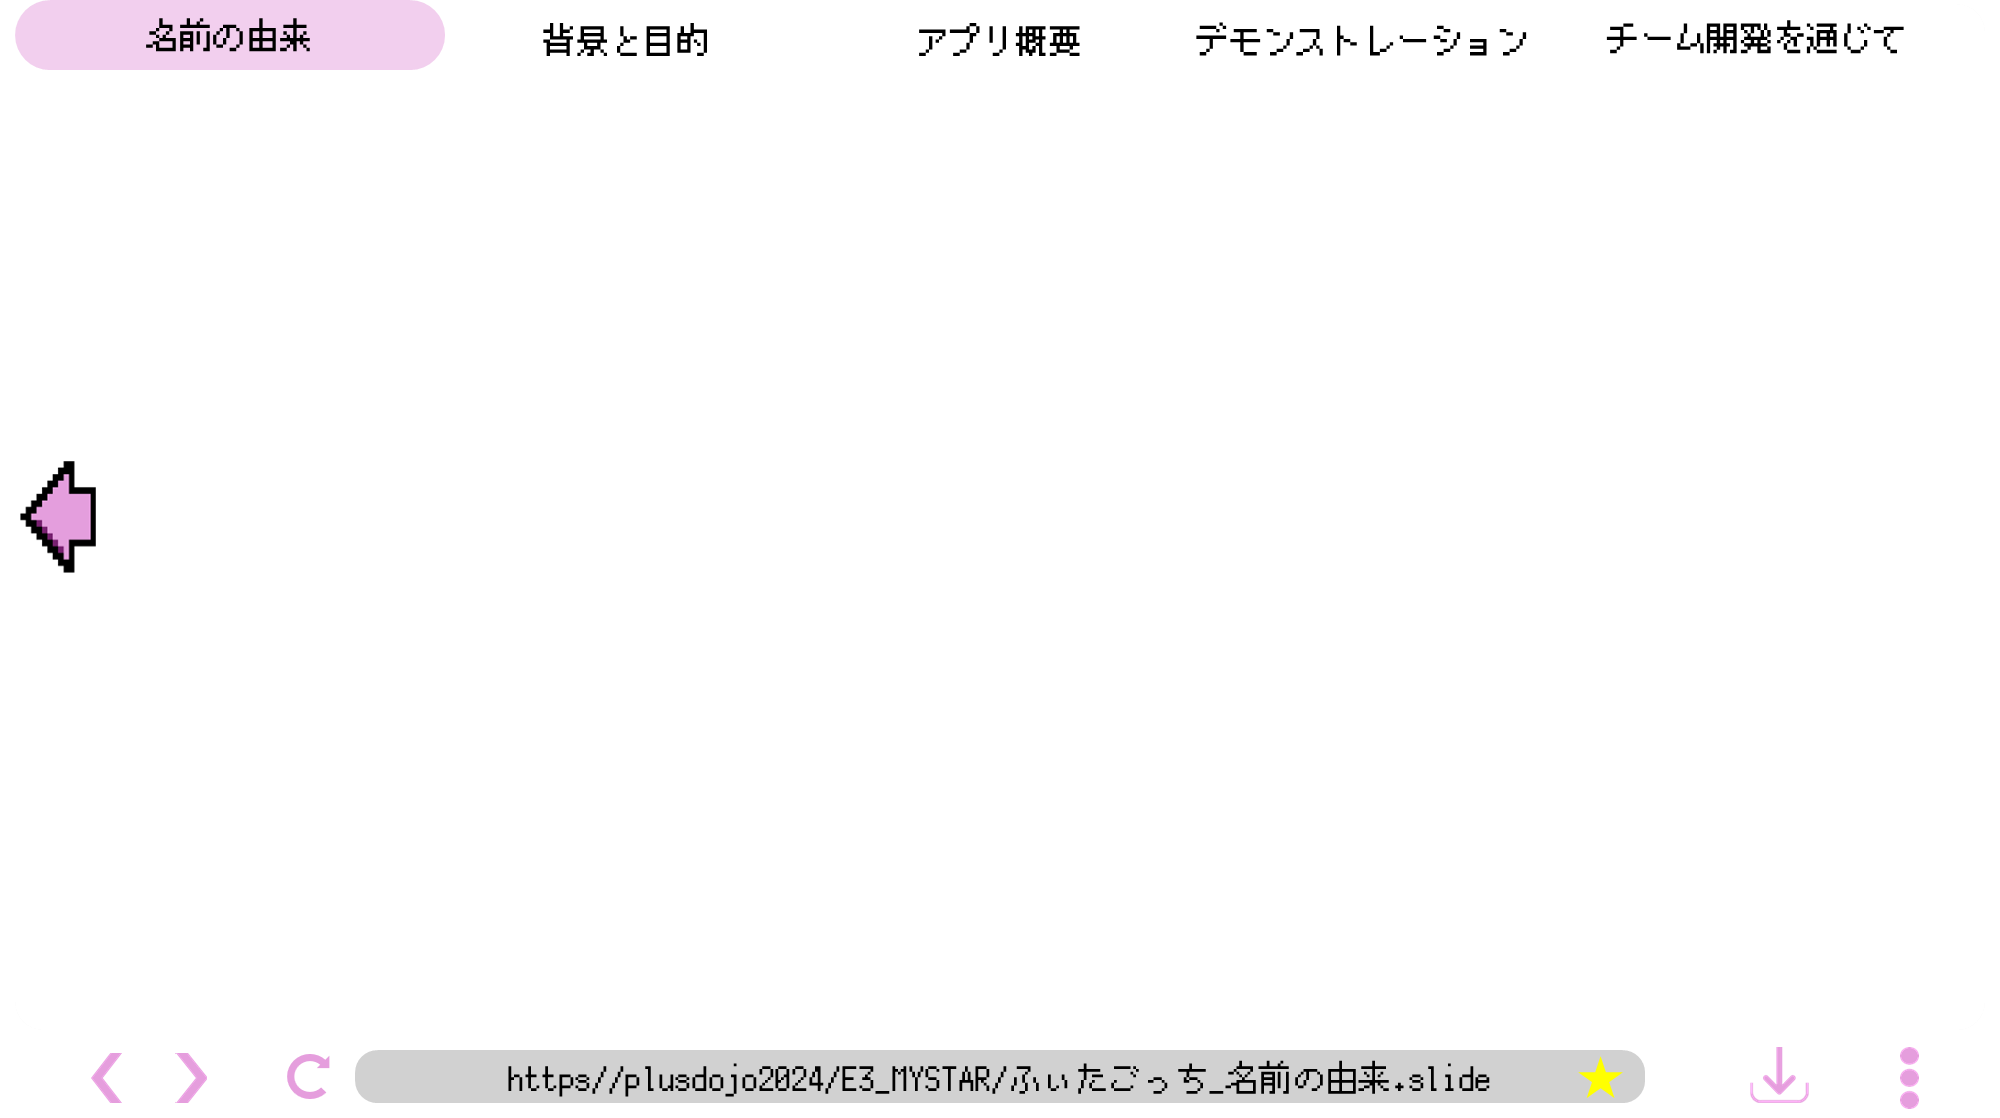 名前の由来
背景と目的
アプリ概要
デモンストレーション
チーム開発を通じて
https//plusdojo2024/E3_MYSTAR/ふぃたごっち_名前の由来.slide